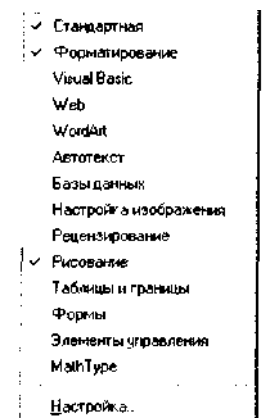 Стандартная
Форматирование
Visual Basic
Web
WordArt
Автотекст
Базы данных
Настройка изображения
Рецензирование
Рисование
Таблицы и границы
Формы
Элементы управления
MathType
Настройка..